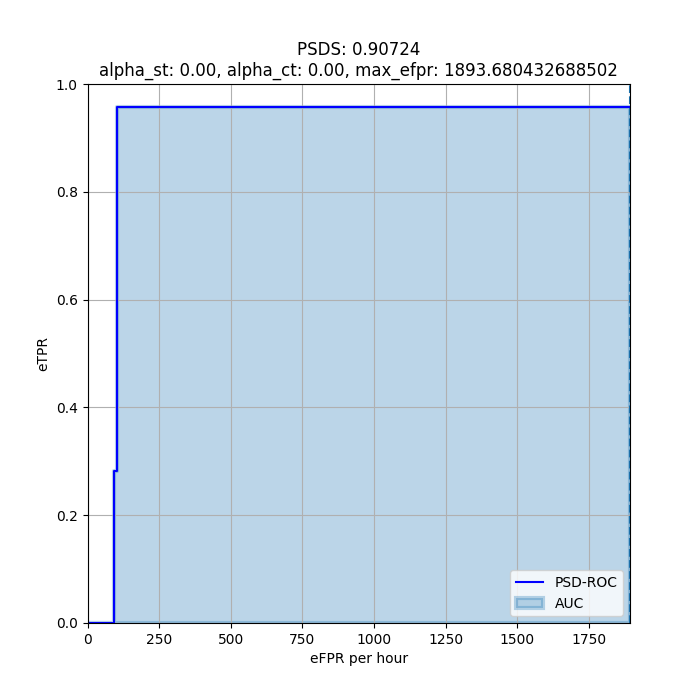 PSDS: 0.90724
alpha_st: 0.00, alpha_ct: 0.00, max_efpr: 1893.680432688502
1.0
0.8
0.6
0.4
0.2
0.0
eTPR
0 250 500 750 1000 1250 1500 1750
eFPR per hour
PSD-ROC
AUC